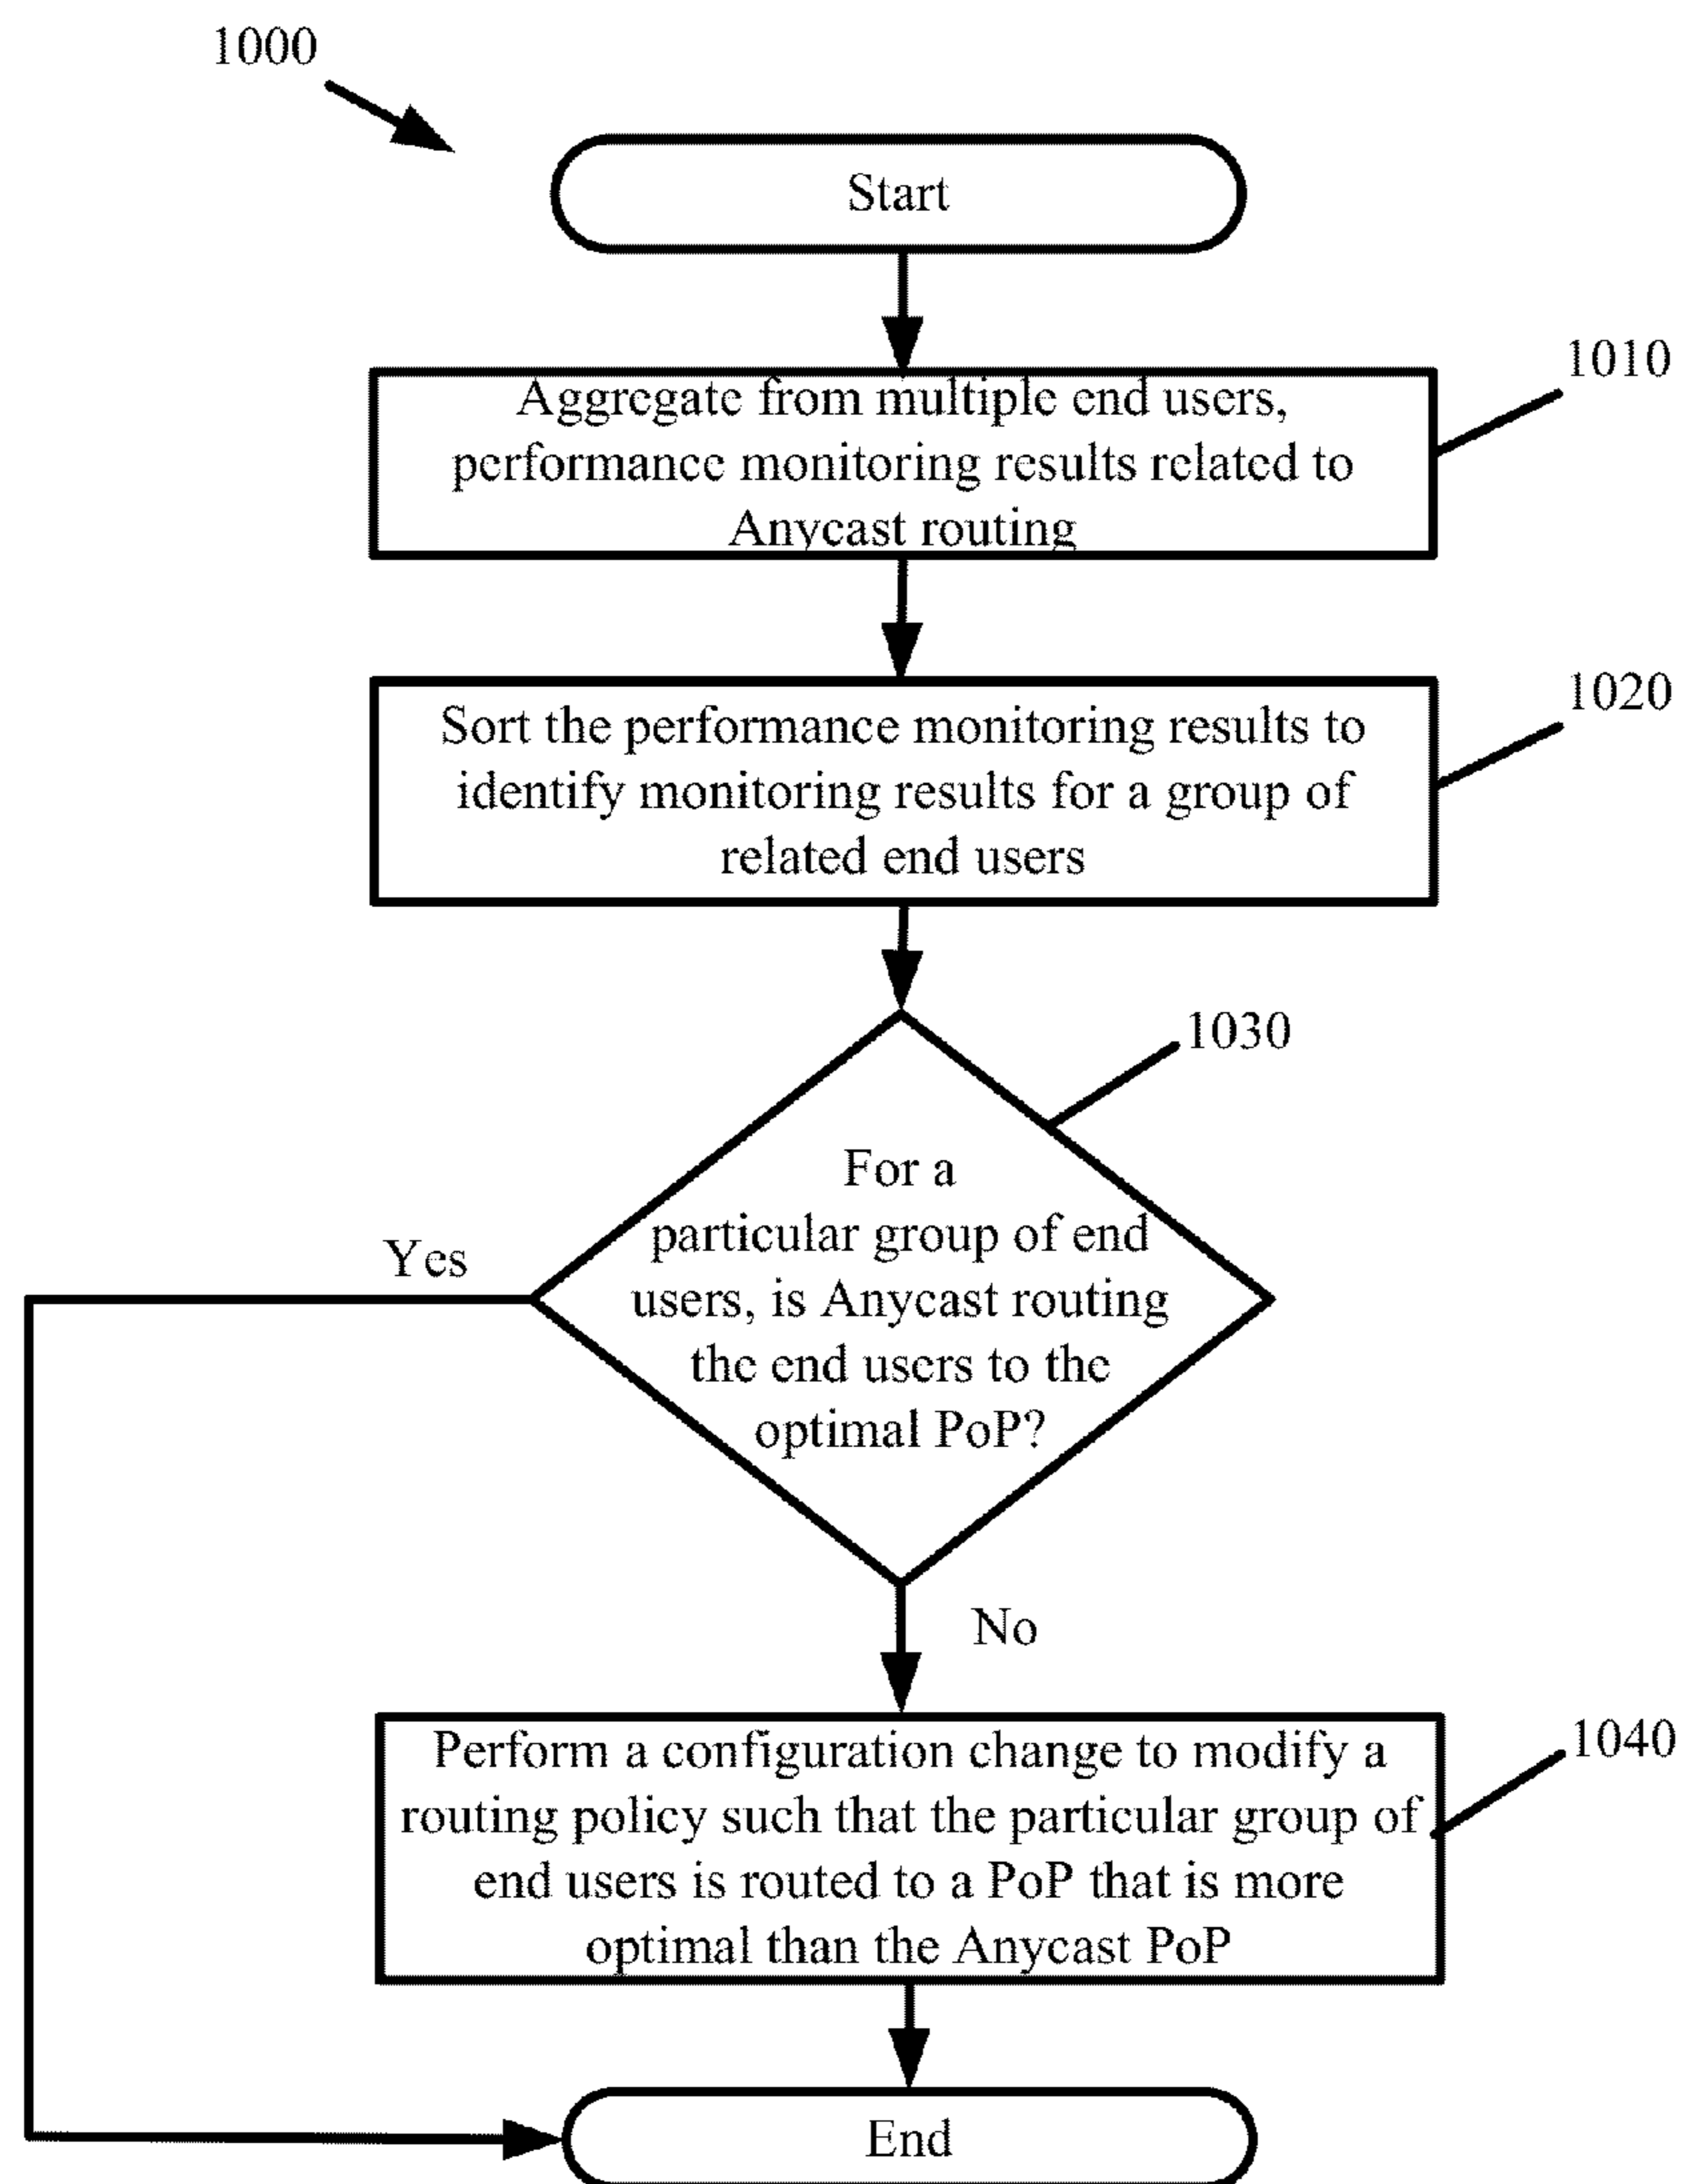 1000
Start
1010
Aggregate from multiple end users,
performance monitoring results related to
Anycast routing
1020
Sort the performance monitoring results to
identify monitoring results for a group of
related end users
1030
For a
particular group of end
users, is Anycast routing
the end users to the
optimal PoP?
Yes
No
1040
Perform a configuration change to modify a
routing policy such that the particular group of
end users is routed to a PoP that is more
optimal than the Anycast PoP
End